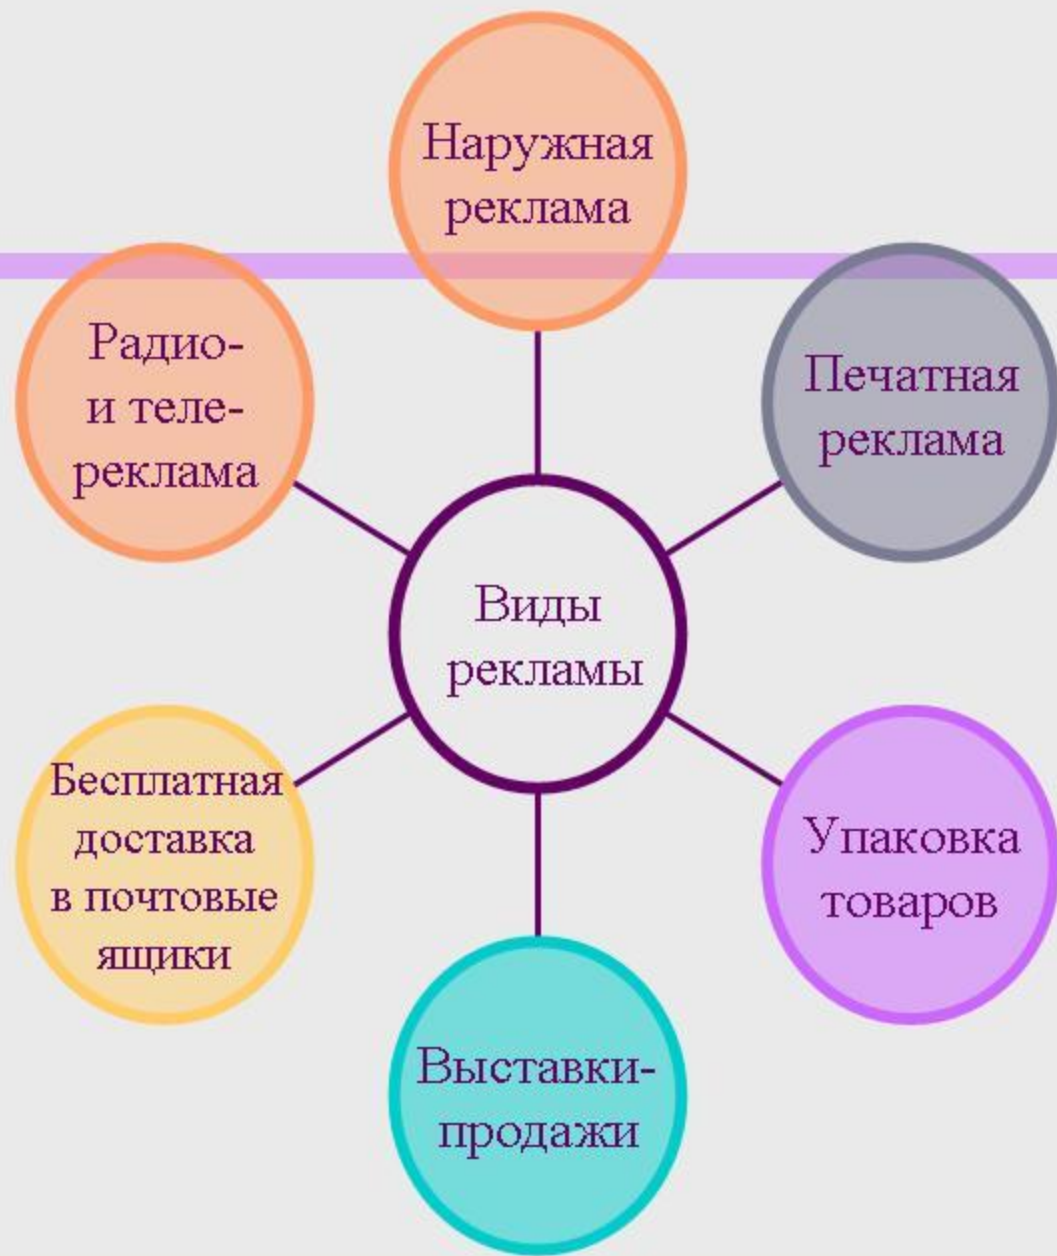 Наружная
реклама
Радио-
и теле-
реклама
Печатная
реклама
Виды
рекламы
Бесплатная
доставка
в почтовые
ящики
Упаковка
товаров
Выставки-
продажи